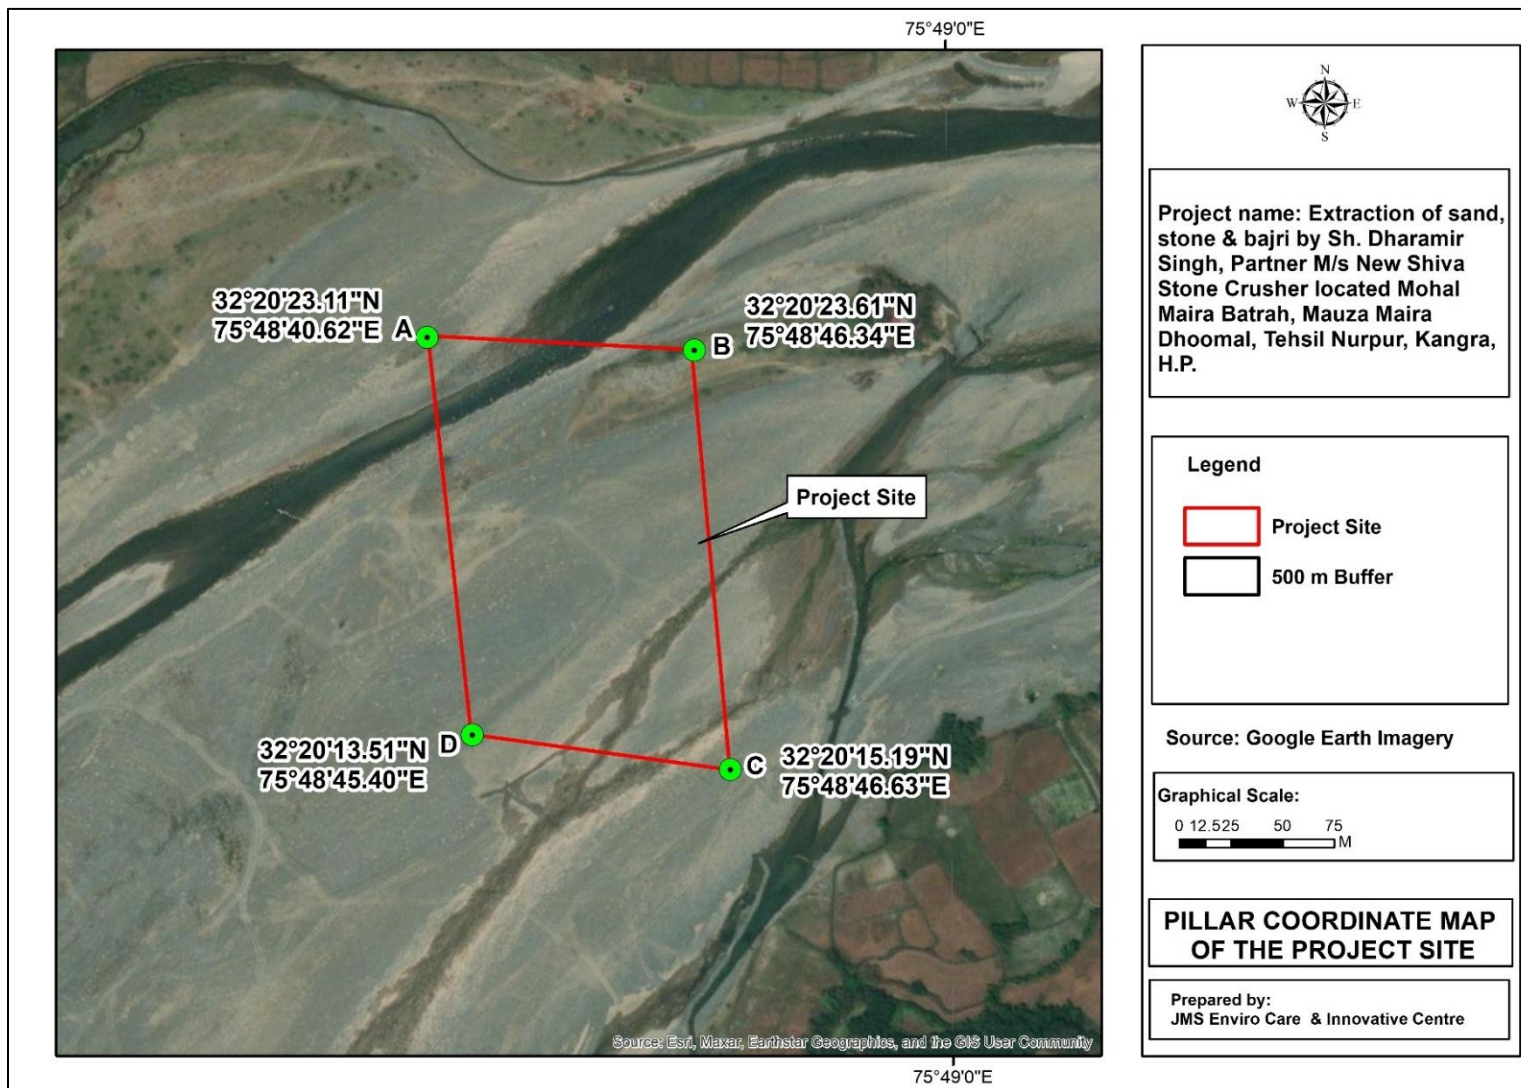 75°49'0"E
32°20'23.11"N
75°48'40.62"E
A
32°20'23.61"N
75°48'46.34"E
B
Project Site
32°20'13.51"N
75°48'45.40"E
D
C
32°20'15.19"N
75°48'46.63"E
Source: Esri, Maxar, Earthstar Geographics, and the GIS User Community
75°49'0"E
N
W E
S
Project name: Extraction of sand,
stone & bajri by Sh. Dharamir
Singh, Partner M/s New Shiva
Stone Crusher located Mohal
Maira Batrah, Mauza Maira
Dhoomal, Tehsil Nurpur, Kangra,
H.P.
Legend
Project Site
500 m Buffer
Source: Google Earth Imagery
Graphical Scale:
0 12.525 50 75
M
PILLAR COORDINATE MAP
OF THE PROJECT SITE
Prepared by:
JMS Enviro Care & Innovative Centre